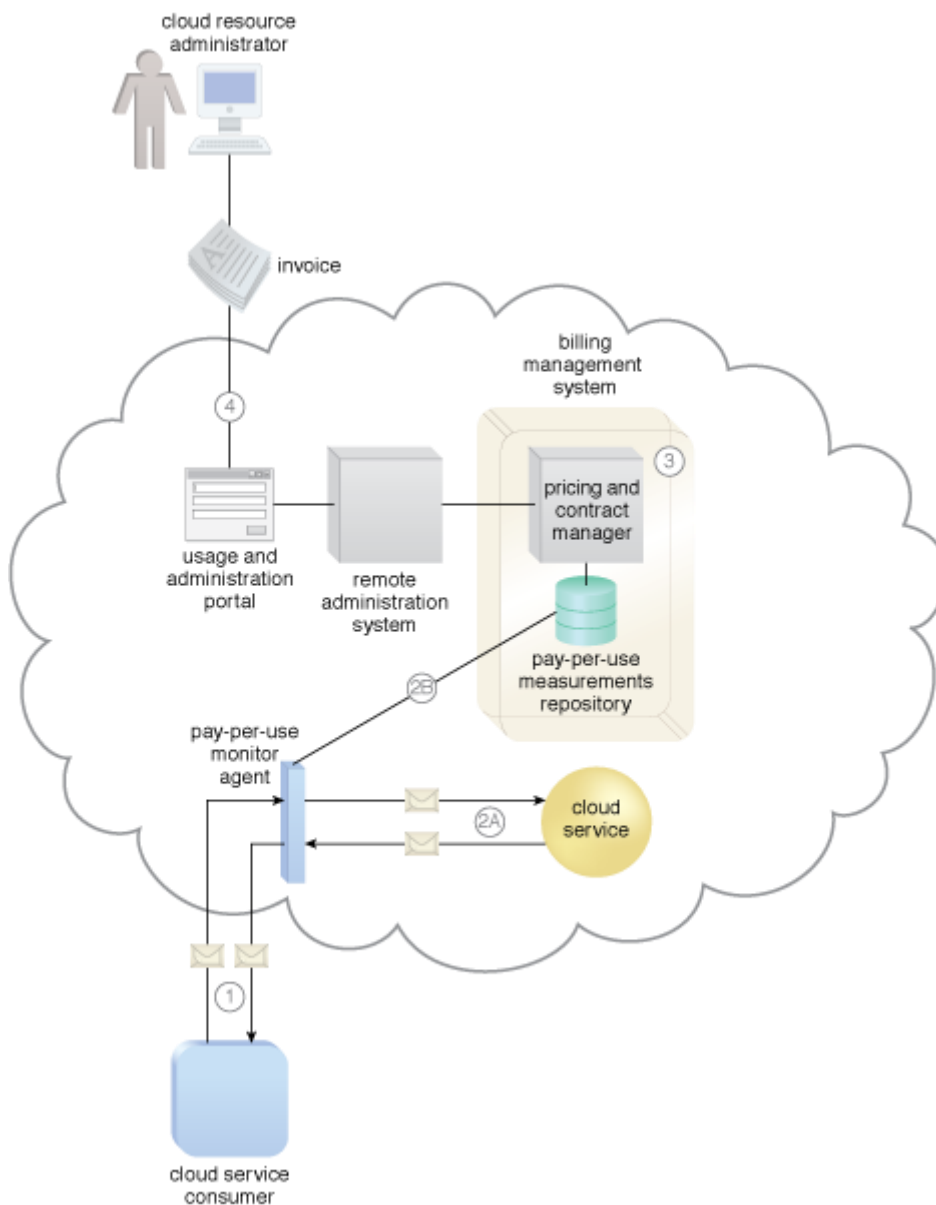 cloud resource
administrator
invoice
billing
management
system
4
3
pricing and
contract
manager
usage and
administration
portal
remote
administration
system
pay-per-use
measurements
repository
2B
pay-per-use
monitor
agent
2A
cloud
service
1
cloud service
consumer